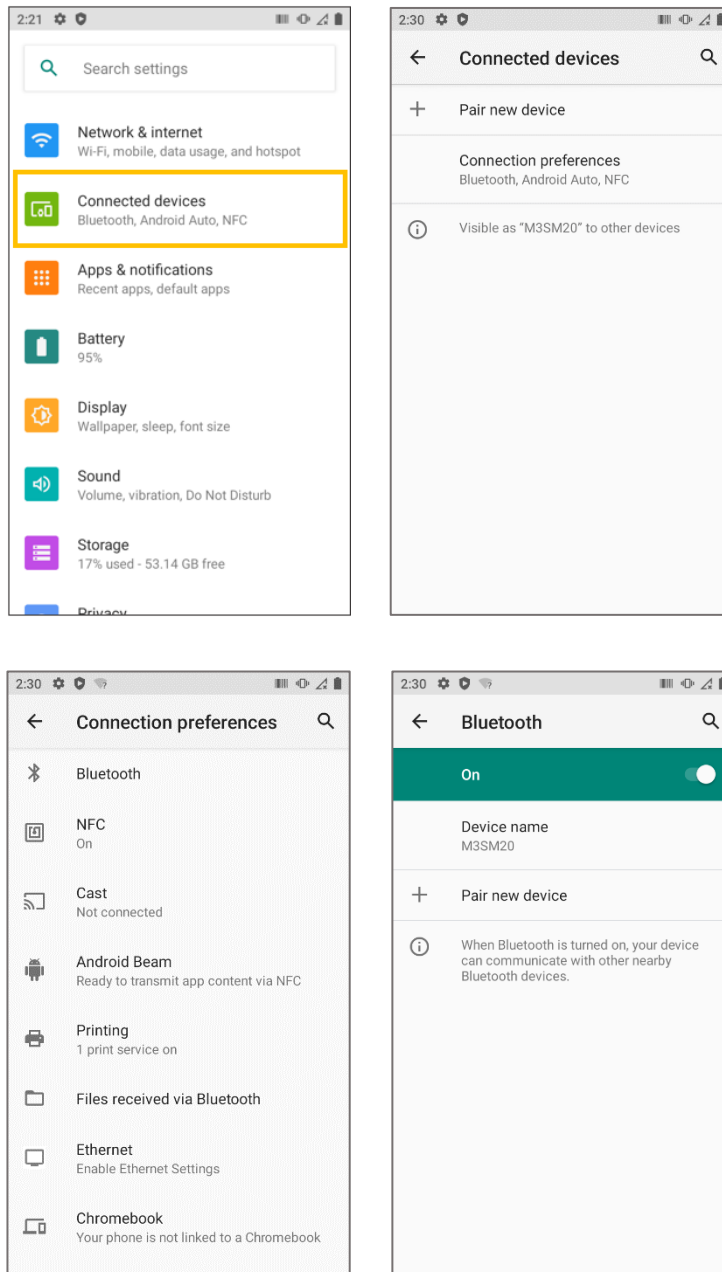 2:21
Search settings
Network & internet
Wi-Fi, mobile, data usage, and hotspot
Connected devices
Bluetooth, Android Auto, NFC
Apps & notifications
Recent apps, default apps
Battery
95%
Display
Wallpaper, sleep, font size
Sound
Volume, vibration, Do Not Disturb
Storage
17% used - 53.14 GB free
Privacy
2:30
Connected devices
Pair new device
Connection preferences
Bluetooth, Android Auto, NFC
Visible as "M3SM20" to other devices
2:30
Connection preferences
Bluetooth
NFC
On
Cast
Not connected
Android Beam
Ready to transmit app content via NFC
Printing
1 print service on
Files received via Bluetooth
Ethernet
Enable Ethernet Settings
Chromebook
Your phone is not linked to a Chromebook
2:30
Bluetooth
On
Device name
M3SM20
Pair new device
When Bluetooth is turned on, your device
can communicate with other nearby
Bluetooth devices.